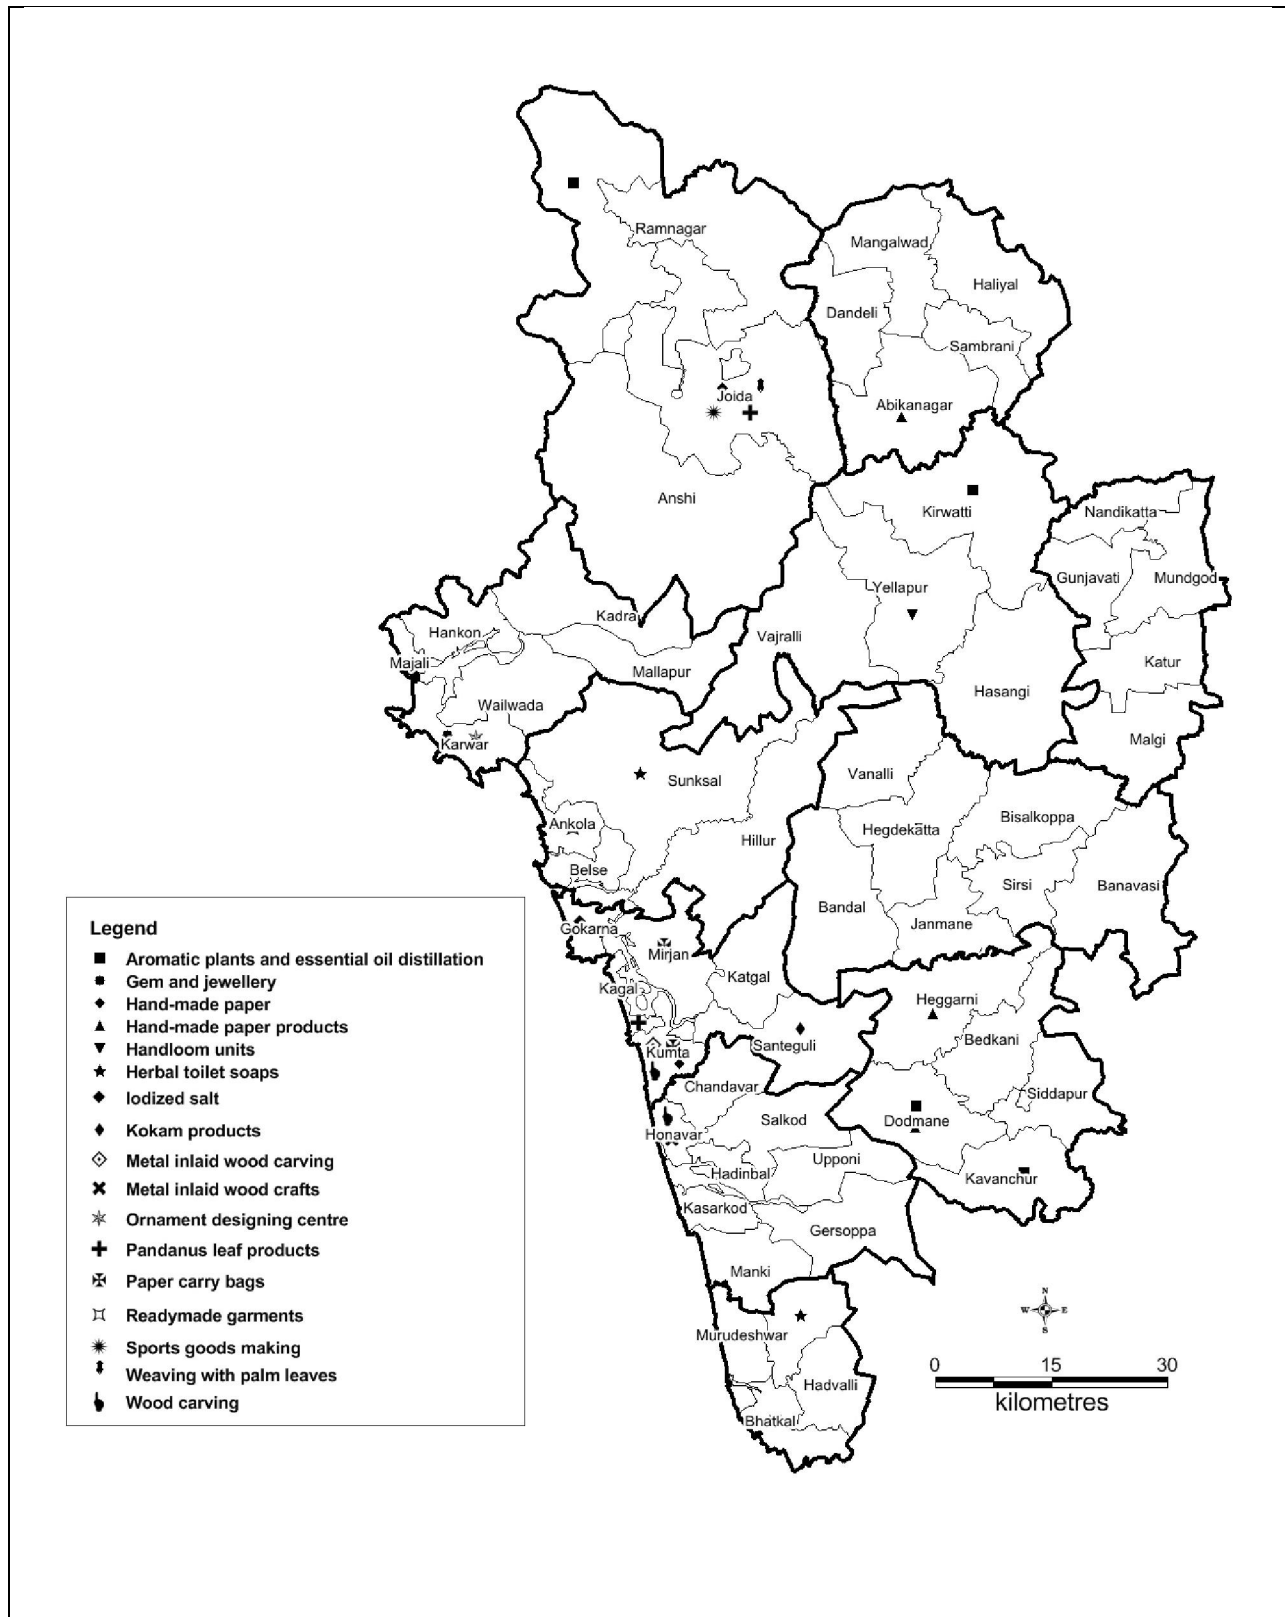 Ramnagar
Mangalwad
Haliyal
Dandeli
Sambrani
Joida
Abikanagar
Anshi
Kirwatti
Nandikatta
Gunjavati
Mundgod
Yellapur
Kadra
Hankon
Vajralli
Majali
Mallapur
Katur
Hasangi
Wailwada
Karwar
Malgi
Sunksal
Vanalli
Ankola
Hegdekatta
Bisalkoppa
Hillur
Belse
Sirsi
Banavasi
Bandal
Janmane
Gokarna
Mirjan
Katgal
Kagal
Heggarni
Bedkani
Kumta
Santeguli
Chandavar
Siddapur
Salkod
Dodmane
Honavar
Upponi
Hadinbal
Kavanchur
Kasarkod
Gersoppa
Manki
Murudeshwar
Hadvalli
Bhatkal
Legend
Aromatic plants and essential oil distillation
Gem and jewellery
Hand-made paper
Hand-made paper products
Handloom units
Herbal toilet soaps
Iodized salt
Kokam products
Metal inlaid wood carving
Metal inlaid wood crafts
Ornament designing centre
Pandanus leaf products
Paper carry bags
Readymade garments
Sports goods making
Weaving with palm leaves
Wood carving
N
W E
S
0 15 30
kilometres